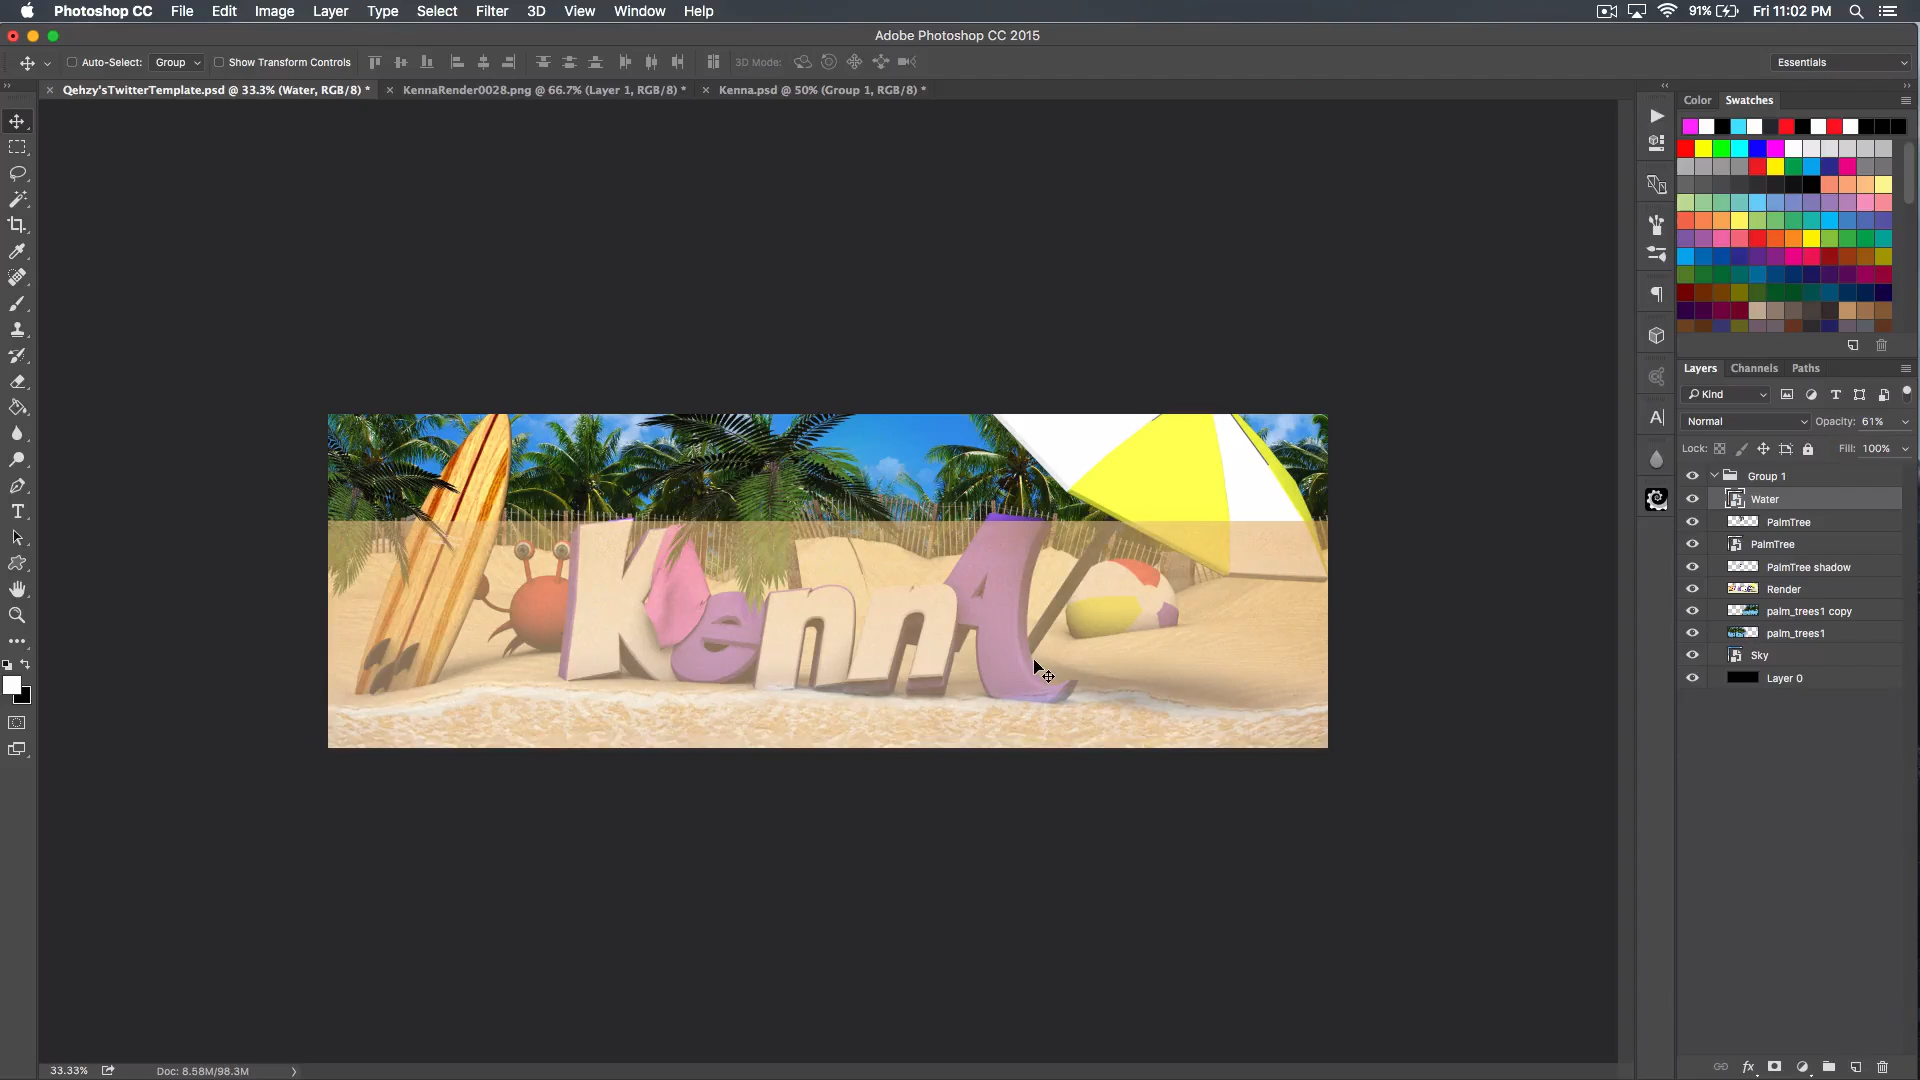 Photoshop CC File Edit Image Layer Type Select Filter 3D View Window Help 91% Fri 11:02 PM
Adobe Photoshop CC 2015
Auto-Select: Group Show Transform Controls 3D Mode: Essentials
Qehzy'sTwitterTemplate.psd @ 33.3% (Water, RGB/8) * KennaRender0028.png @ 66.7% (Layer 1, RGB/8) * Kenna.psd @ 50% (Group 1, RGB/8) *
Color Swatches
Layers Channels Paths
Kind
Normal Opacity: 61%
Lock: Fill: 100%
Group 1
Water
PalmTree
PalmTree
PalmTree shadow
Render
palm_trees1 copy
palm_trees1
Sky
Layer 0
KennA
33.33% Doc: 8.58M/98.3M